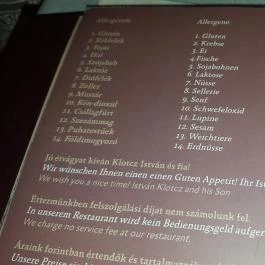 Allergének:
1. Glutén
2. Rákfélék
3. Tojás
4. Hal
5. Szójabab
6. Laktóz
7. Diófélék
8. Zeller
9. Mustár
10. Kén-dioxid
11. Csillagfürt
12. Szezámmag
13. Puhatestűek
14. Földimogyoró
Allergene:
1. Gluten
2. Krebse
3. Ei
4.Fische
5. Sojabohnen
6. Laktose
7. Nüsse
8. Sellerie
9. Senf
10. Schwefeloxid
11. Lupine
12. Sesam
13. Weichtiere
14. Erdnüsse
Jó étvágyat kíván Klotcz István és fia!
Wir wünschen Ihnen einen einen Guten Appetit! Ihr Ist
We wish you a nice time! István Klotcz and his Son
Éttermünkben felszolgálási díjat nem számolunk fel.
In unserem Restaurant wird kein Bedienungsgeld aufger
We charge no service fee at our restaurant.
Áraink forintban értendők és tartalmazzák
Unsere Preise